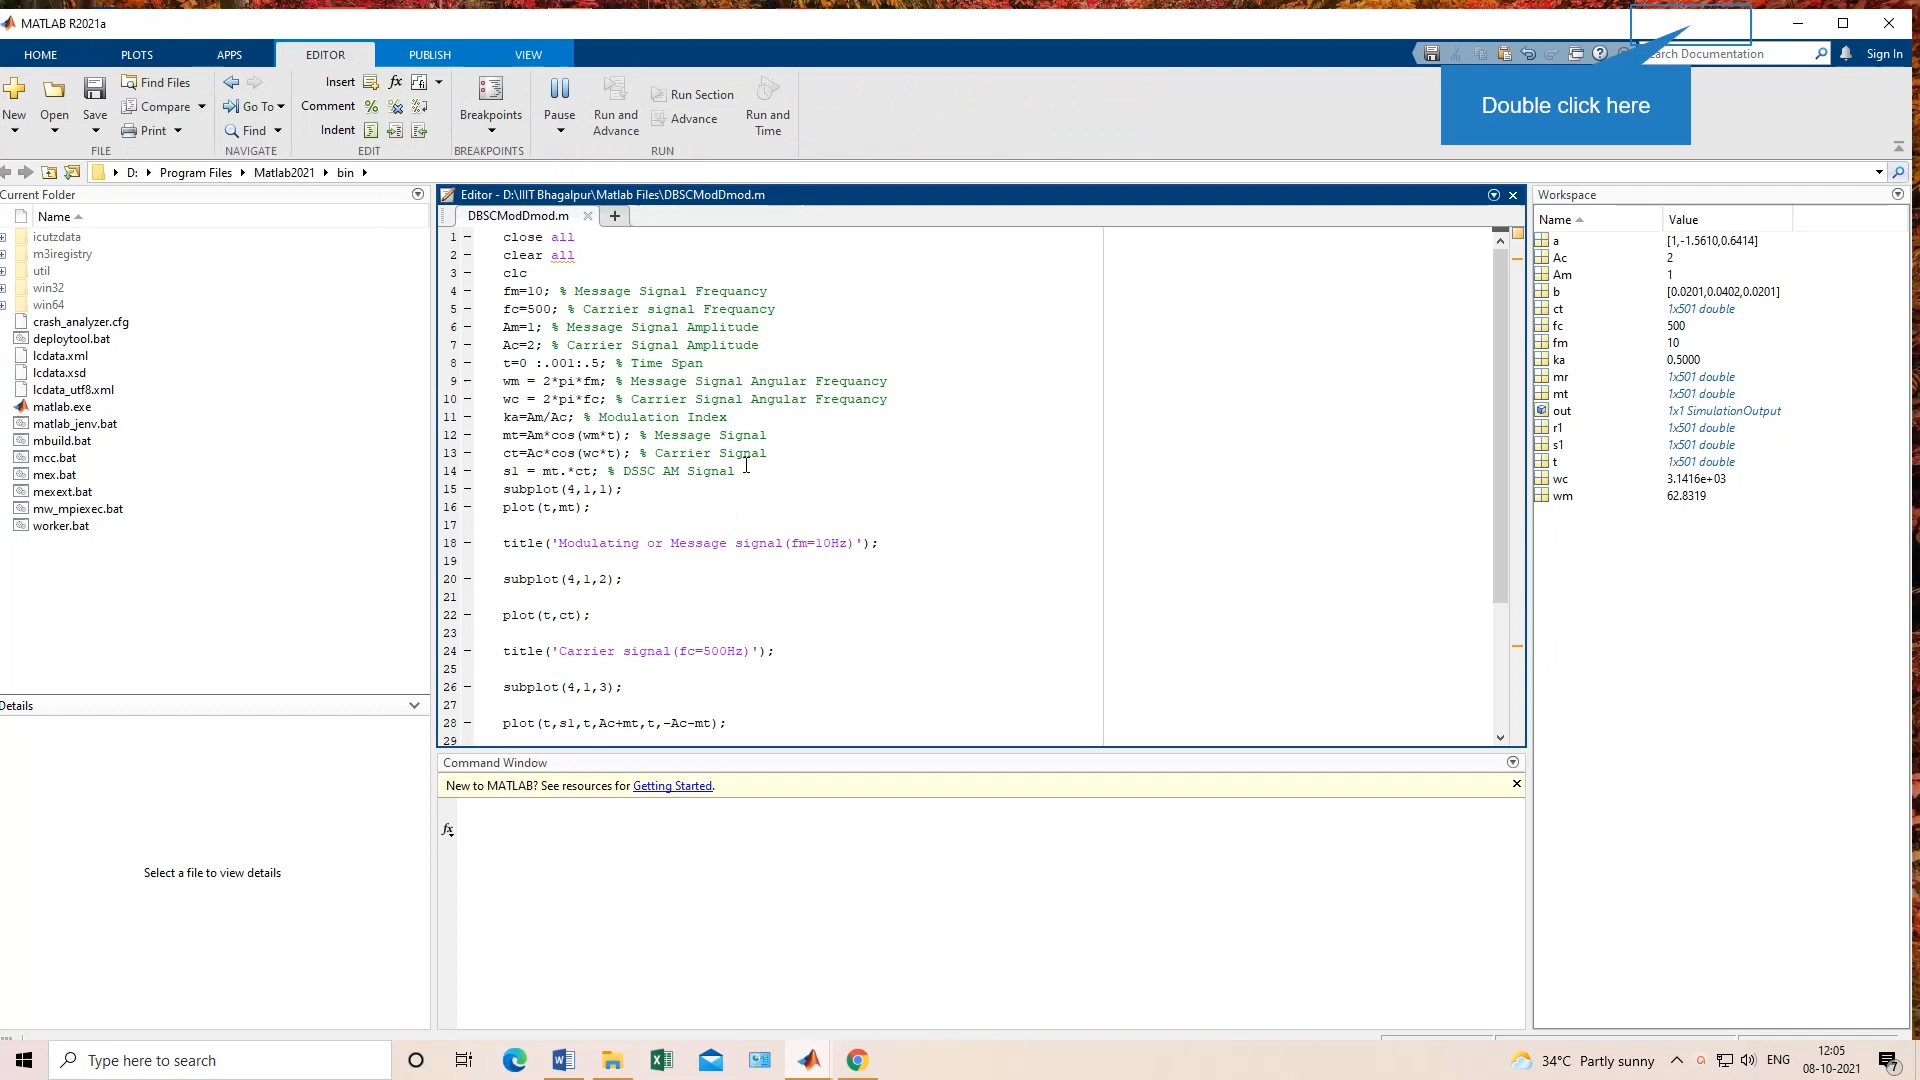 MATLAB R2021a
HOME PLOTS APPS EDITOR PUBLISH VIEW
Search Documentation
Sign In
Double click here
New Open Save
Find Files
Compare
Print
FILE
Go To
Find
NAVIGATE
Insert
Comment
Indent
EDIT
Breakpoints
BREAKPOINTS
Pause
Run and Advance
Run Section
Advance
Run and Time
RUN
D: Program Files Matlab2021 bin
Current Folder
Name
icutzdata
m3iregistry
util
win32
win64
crash_analyzer.cfg
deploytool.bat
lcdata.xml
lcdata.xsd
lcdata_utf8.xml
matlab.exe
matlab_jenv.bat
mbuild.bat
mcc.bat
mex.bat
mexext.bat
mw_mpiexec.bat
worker.bat
Details
Select a file to view details
Editor - D:\IIIT Bhagalpur\Matlab Files\DBSCModDmod.m
DBSCModDmod.m
1 close all
2 clear all
3 clc
4 fm=10; % Message Signal Frequancy
5 fc=500; % Carrier signal Frequancy
6 Am=1; % Message Signal Amplitude
7 Ac=2; % Carrier Signal Amplitude
8 t=0 :.001:.5; % Time Span
9 wm = 2*pi*fm; % Message Signal Angular Frequancy
10 wc = 2*pi*fc; % Carrier Signal Angular Frequancy
11 ka=Am/Ac; % Modulation Index
12 mt=Am*cos(wm*t); % Message Signal
13 ct=Ac*cos(wc*t); % Carrier Signal
14 s1 = mt.*ct; % DSSC AM Signal
15 subplot(4,1,1);
16 plot(t,mt);
17
18 title('Modulating or Message signal(fm=10Hz)');
19
20 subplot(4,1,2);
21
22 plot(t,ct);
23
24 title('Carrier signal(fc=500Hz)');
25
26 subplot(4,1,3);
27
28 plot(t,s1,t,Ac+mt,t,-Ac-mt);
29
Command Window
New to MATLAB? See resources for Getting Started.
fx
Workspace
Name Value
a [1,-1.5610,0.6414]
Ac 2
Am 1
b [0.0201,0.0402,0.0201]
ct 1x501 double
fc 500
fm 10
ka 0.5000
mr 1x501 double
mt 1x501 double
out 1x1 SimulationOutput
r1 1x501 double
s1 1x501 double
t 1x501 double
wc 3.1416e+03
wm 62.8319
Type here to search
34°C Partly sunny
ENG
12:05
08-10-2021
7